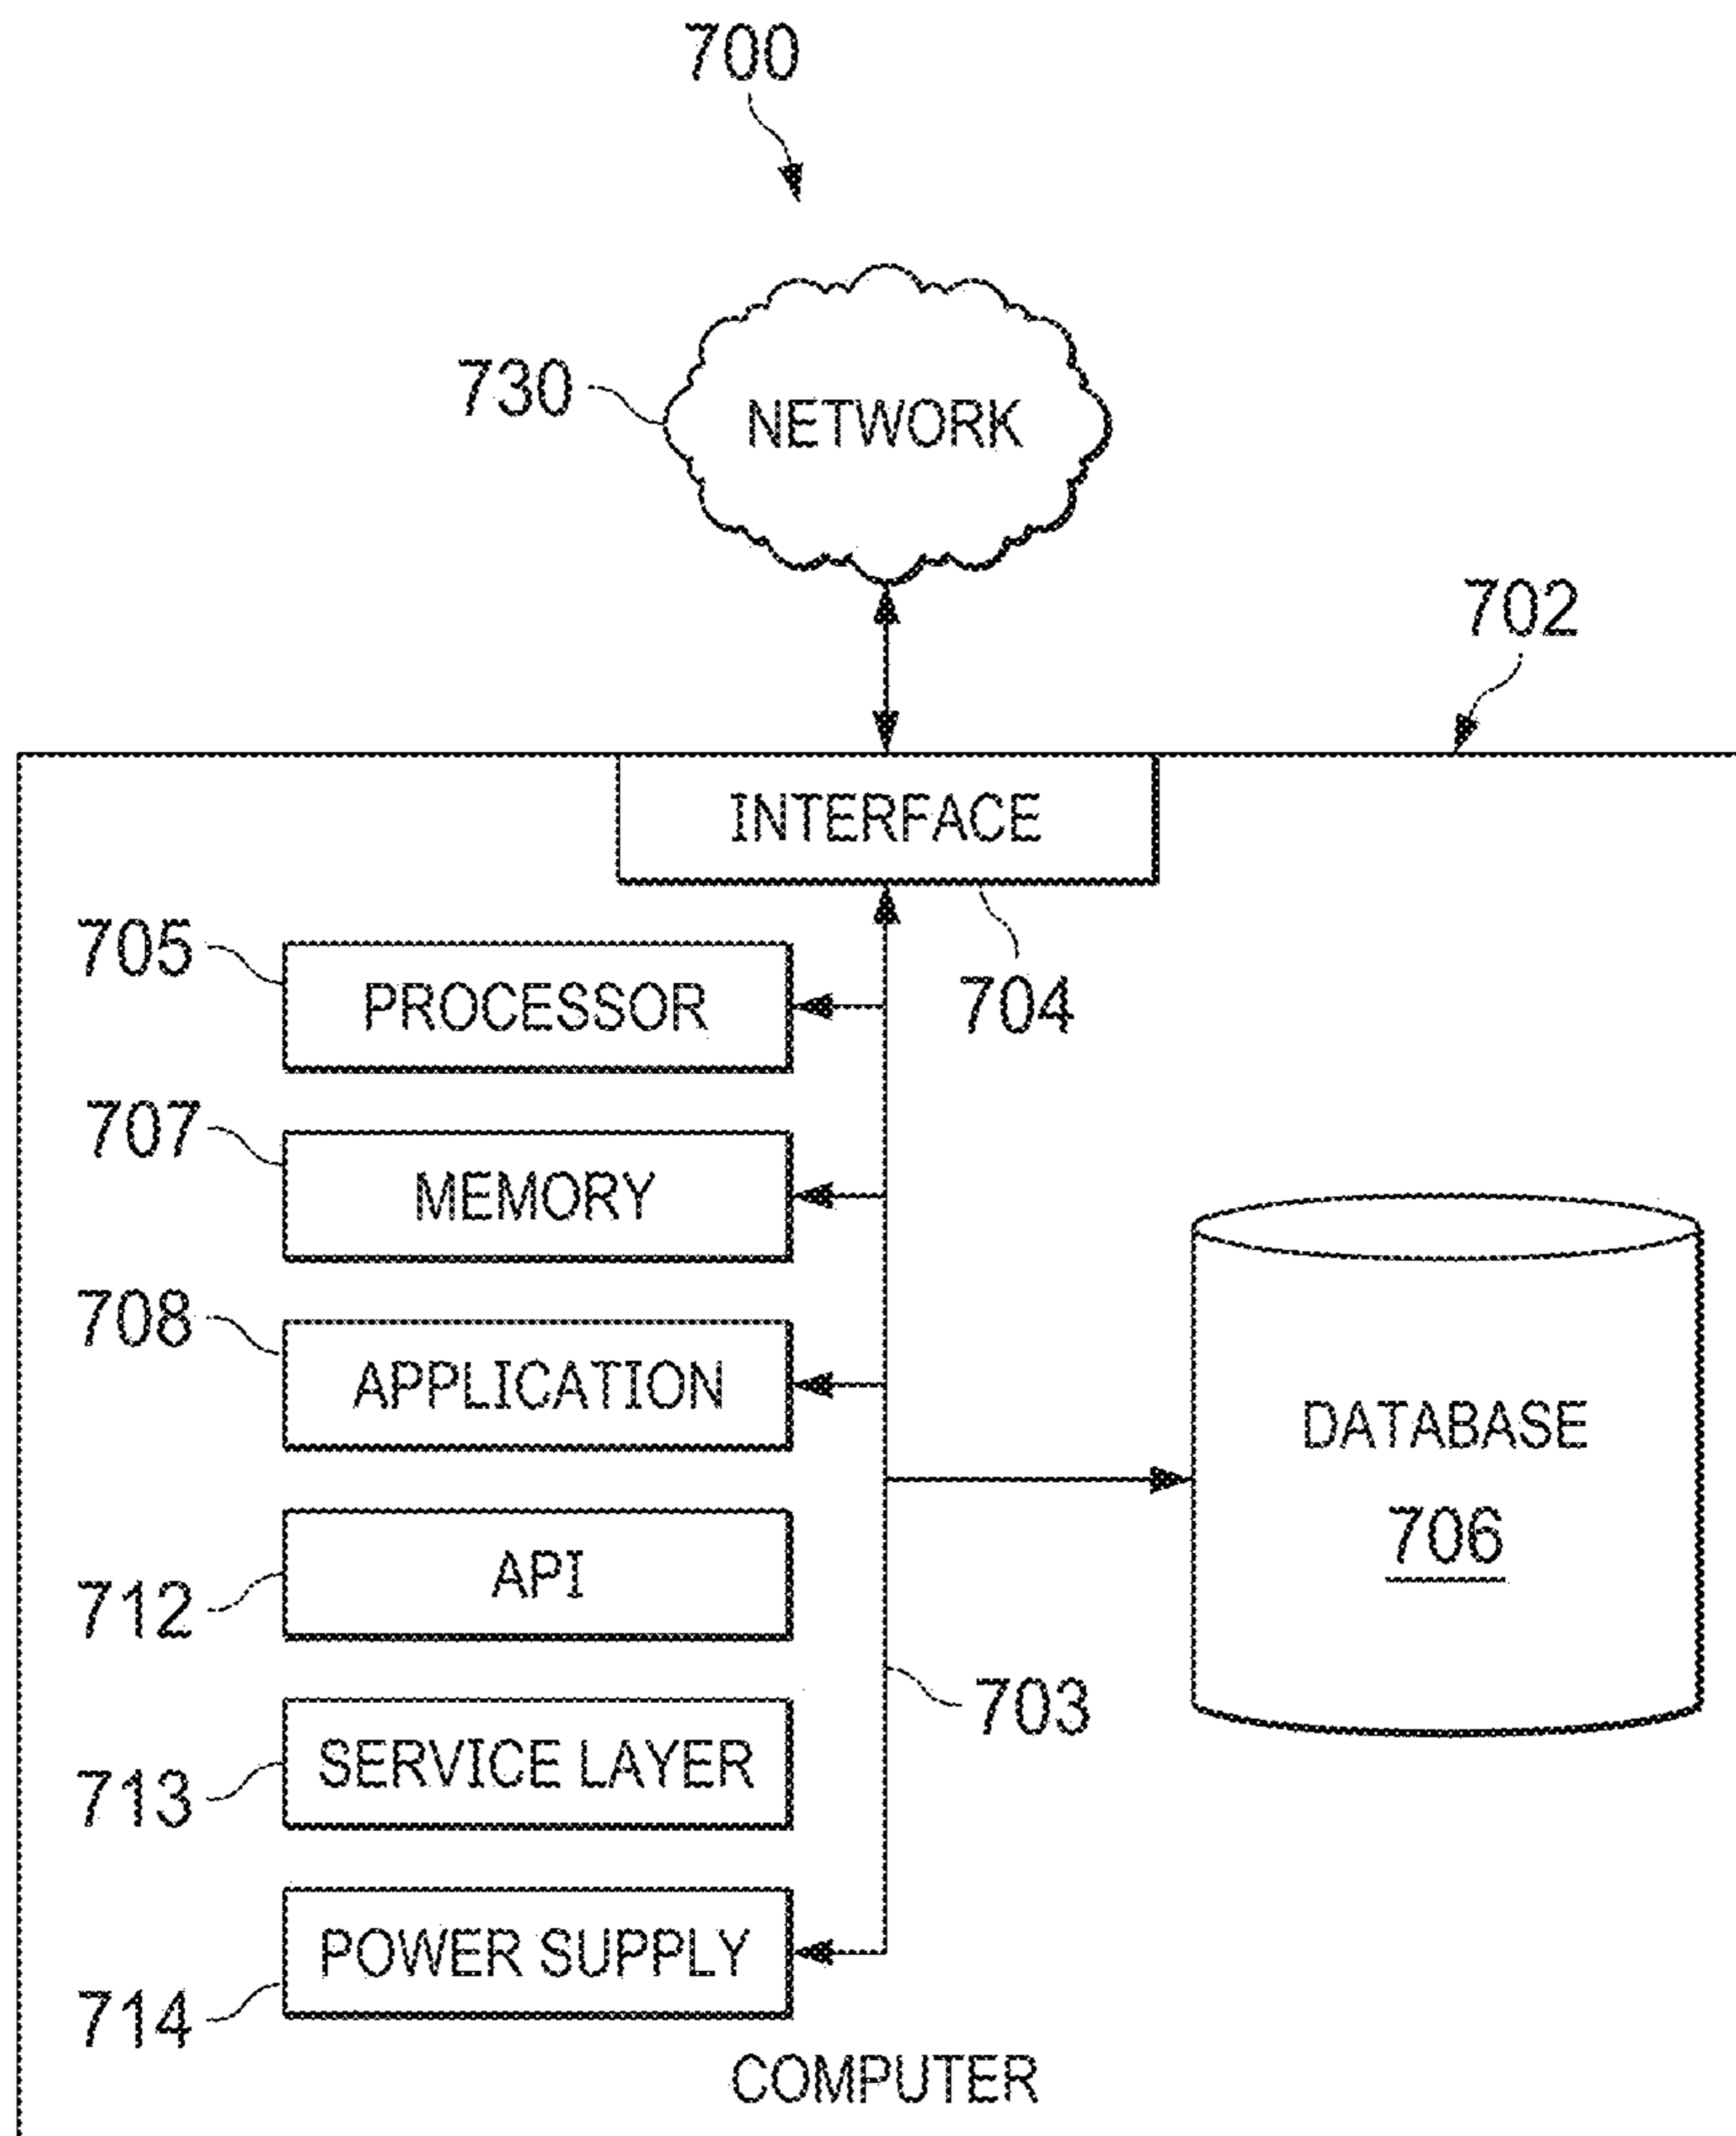 700
730
NETWORK
702
INTERFACE
705
PROCESSOR
704
707
MEMORY
708
APPLICATION
DATABASE
706
API
712
703
SERVICE LAYER
713
POWER SUPPLY
714
COMPUTER